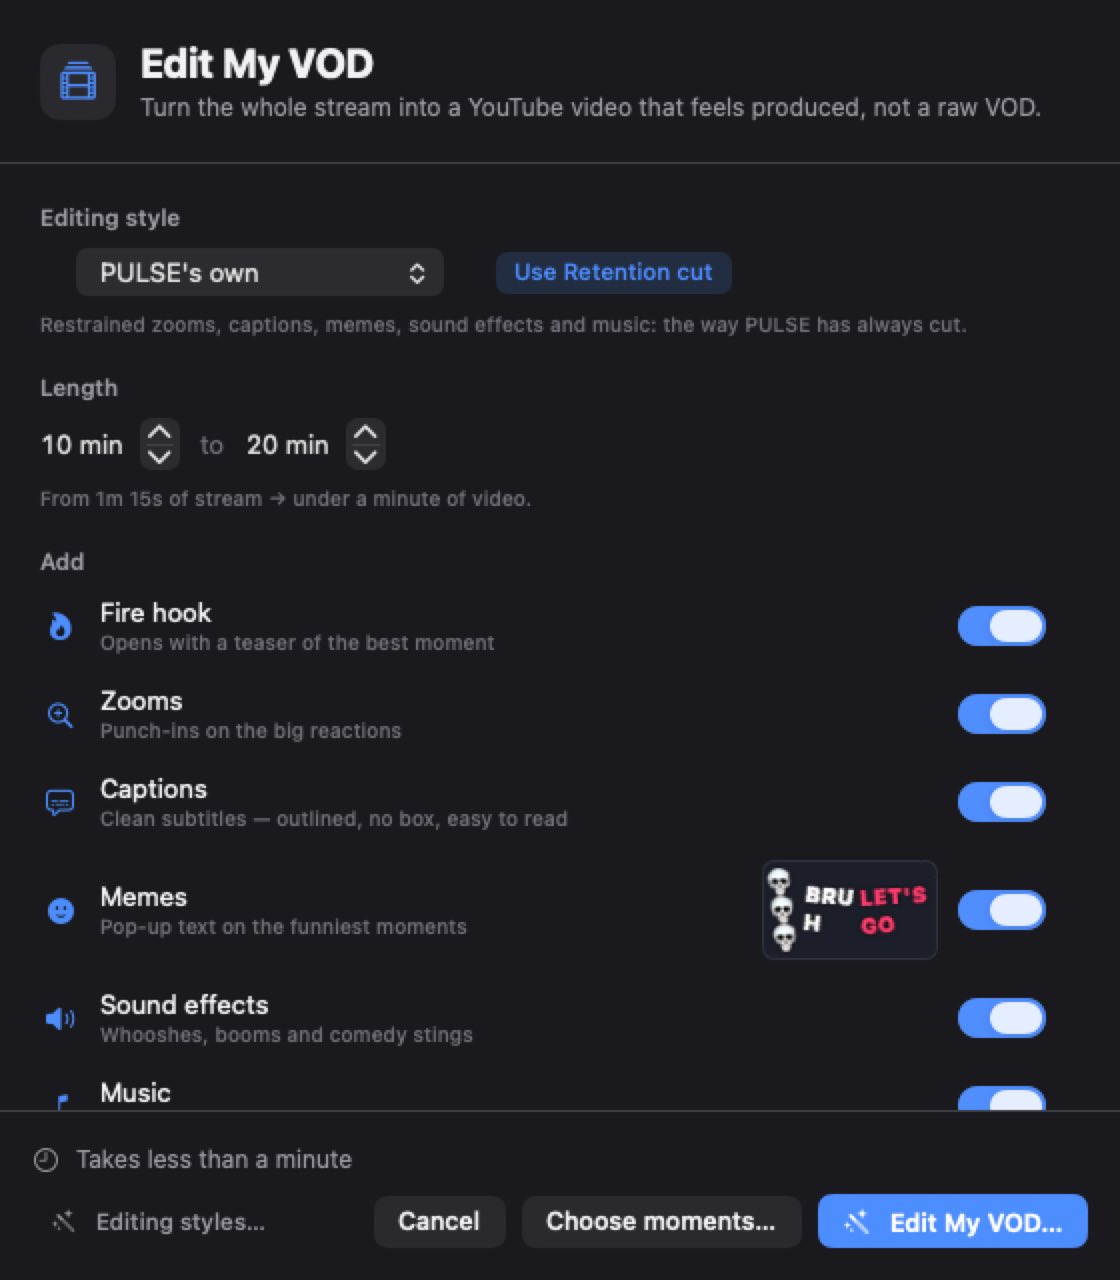 Edit My VOD
Turn the whole stream into a YouTube video that feels produced, not a raw VOD.
Editing style
PULSE's own
Use Retention cut
Restrained zooms, captions, memes, sound effects and music: the way PULSE has always cut.
Length
10 min to 20 min
From 1m 15s of stream → under a minute of video.
Add
Fire hook
Opens with a teaser of the best moment
Zooms
Punch-ins on the big reactions
Captions
Clean subtitles — outlined, no box, easy to read
Memes
Pop-up text on the funniest moments
BRU
H
LET'S
GO
Sound effects
Whooshes, booms and comedy stings
Music
Takes less than a minute
Editing styles...
Cancel
Choose moments...
Edit My VOD...